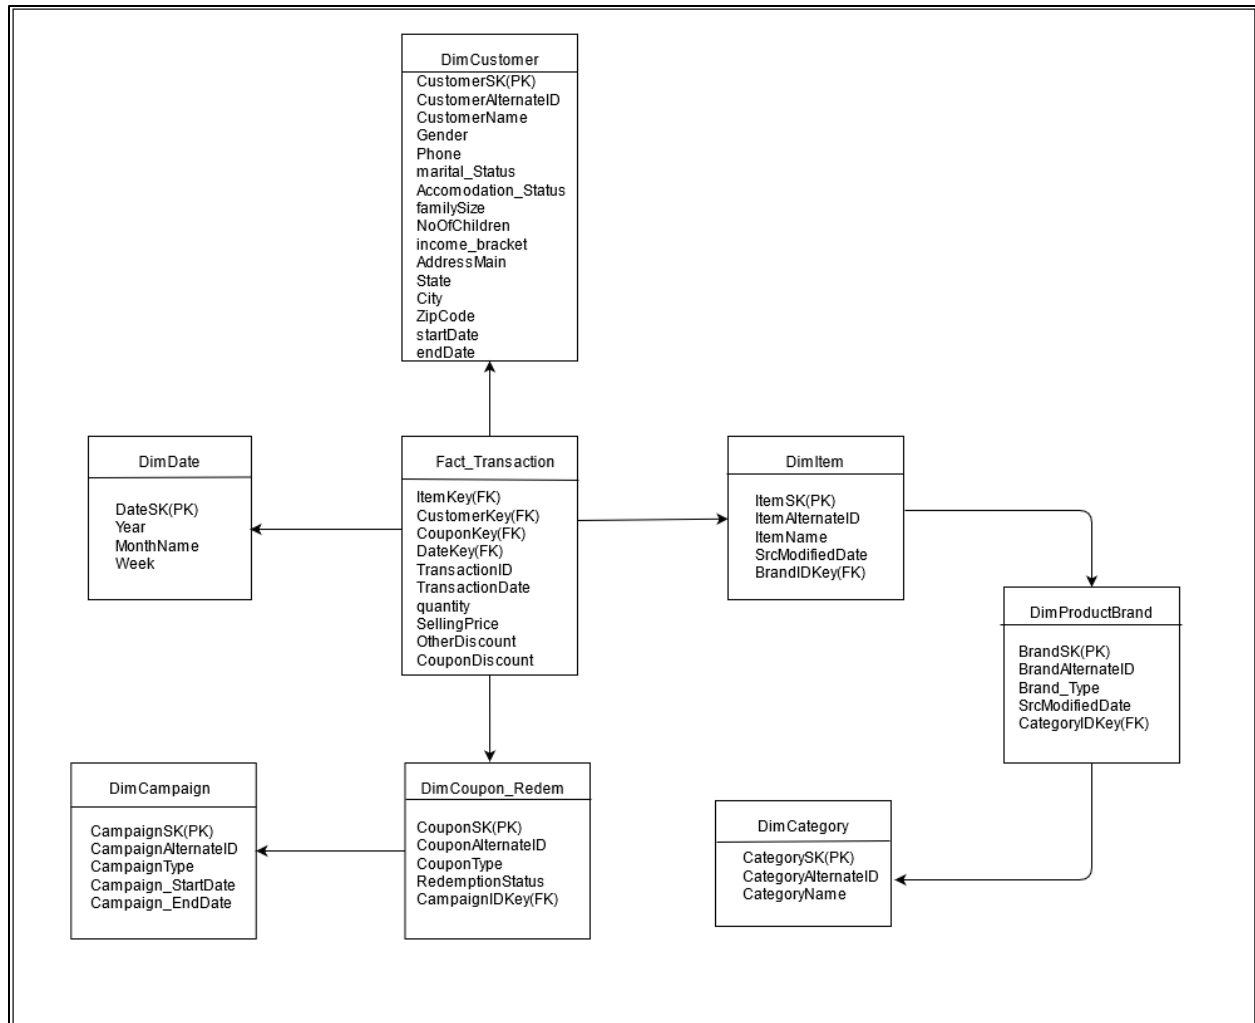 DimCustomer
CustomerSK(PK)
CustomerAlternateID
CustomerName
Gender
Phone
marital_Status
Accomodation_Status
familySize
NoOfChildren
income_bracket
AddressMain
State
City
ZipCode
startDate
endDate
DimDate
DateSK(PK)
Year
MonthName
Week
Fact_Transaction
ItemKey(FK)
CustomerKey(FK)
CouponKey(FK)
DateKey(FK)
TransactionID
TransactionDate
quantity
SellingPrice
OtherDiscount
CouponDiscount
DimItem
ItemSK(PK)
ItemAlternateID
ItemName
SrcModifiedDate
BrandIDKey(FK)
DimProductBrand
BrandSK(PK)
BrandAlternateID
Brand_Type
SrcModifiedDate
CategoryIDKey(FK)
DimCampaign
CampaignSK(PK)
CampaignAlternateID
CampaignType
Campaign_StartDate
Campaign_EndDate
DimCoupon_Redem
CouponSK(PK)
CouponAlternateID
CouponType
RedemptionStatus
CampaignIDKey(FK)
DimCategory
CategorySK(PK)
CategoryAlternateID
CategoryName